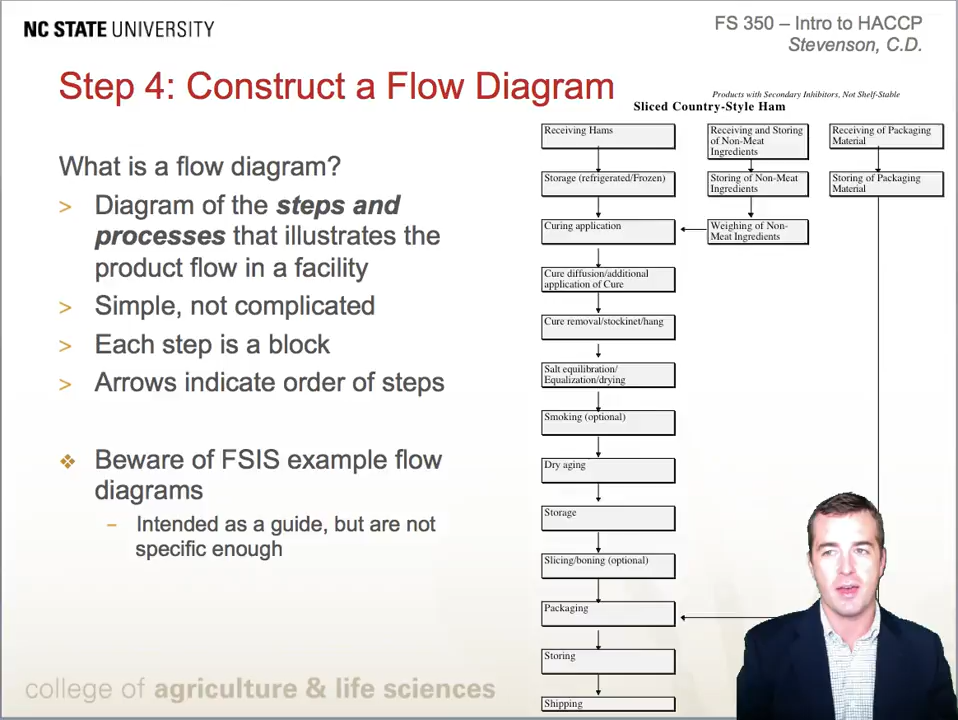 NC STATE UNIVERSITY
FS 350 – Intro to HACCP
Stevenson, C.D.
Step 4: Construct a Flow Diagram
What is a flow diagram?
> Diagram of the steps and
processes that illustrates the
product flow in a facility
> Simple, not complicated
> Each step is a block
> Arrows indicate order of steps
❖ Beware of FSIS example flow
diagrams
– Intended as a guide, but are not
specific enough
Products with Secondary Inhibitors, Not Shelf-Stable
Sliced Country-Style Ham
Receiving Hams
Storage (refrigerated/Frozen)
Curing application
Cure diffusion/additional
application of Cure
Cure removal/stockinet/hang
Salt equilibration/
Equalization/drying
Smoking (optional)
Dry aging
Storage
Slicing/boning (optional)
Packaging
Storing
Shipping
Receiving and Storing
of Non-Meat
Ingredients
Storing of Non-Meat
Ingredients
Weighing of Non-
Meat Ingredients
Receiving of Packaging
Material
Storing of Packaging
Material
college of agriculture & life sciences